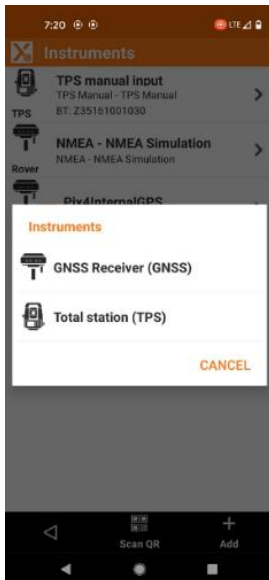 7:20
LTE
Instruments
TPS manual input
TPS Manual - TPS Manual
BT: Z35161001030
TPS
NMEA - NMEA Simulation
NMEA - NMEA Simulation
Rover
Pix4InternalGPS
Instruments
GNSS Receiver (GNSS)
Total station (TPS)
CANCEL
Scan QR
Add